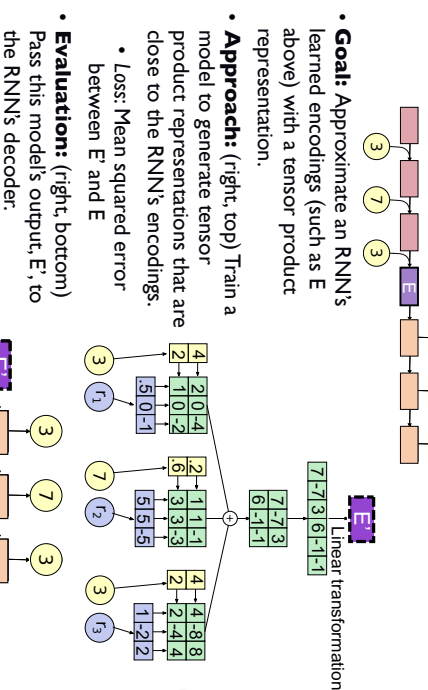 E
3 7 3
• Goal: Approximate an RNN's
learned encodings (such as E
above) with a tensor product
representation.
• Approach: (right, top) Train a
model to generate tensor
product representations that are
close to the RNN's encodings.
• Loss: Mean squared error
between E' and E
• Evaluation: (right, bottom)
Pass this model's output, E', to
the RNN's decoder.
E'
Linear transformation
7 -7 3 6 -1 -1
7 -7 3
6 -1 -1
+
4 2 0 -4 .2 1 1 -1 4 4 -8 8
2 1 0 -2 .6 3 3 -3 2 2 -4 4
.5 0 -1 5 5 -5 1 -2 2
3 r1 7 r2 3 r3
3 7 3
E'